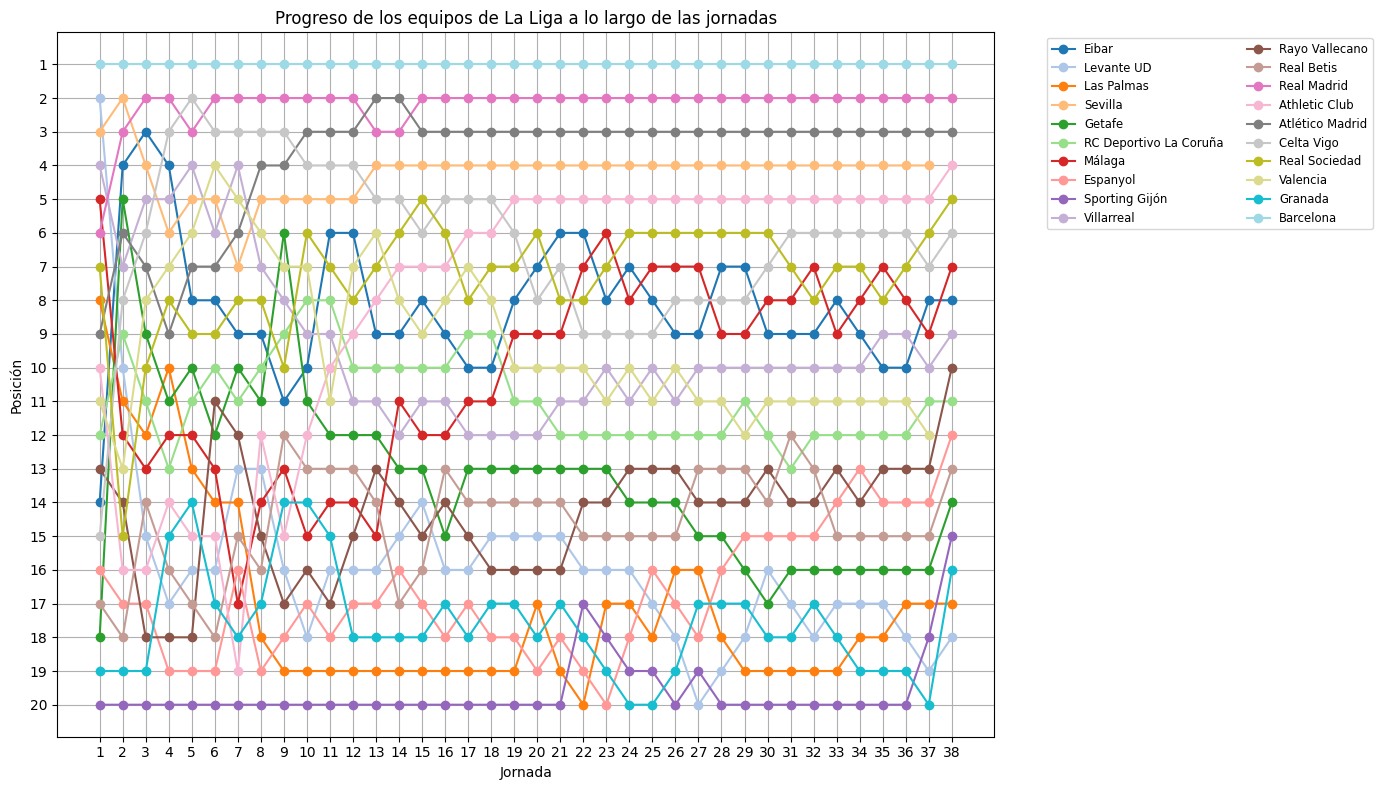 Progreso de los equipos de La Liga a lo largo de las jornadas
Posición
1
2
3
4
5
6
7
8
9
10
11
12
13
14
15
16
17
18
19
20
1 2 3 4 5 6 7 8 9 10 11 12 13 14 15 16 17 18 19 20 21 22 23 24 25 26 27 28 29 30 31 32 33 34 35 36 37 38
Jornada
Eibar
Levante UD
Las Palmas
Sevilla
Getafe
RC Deportivo La Coruña
Málaga
Espanyol
Sporting Gijón
Villarreal
Rayo Vallecano
Real Betis
Real Madrid
Athletic Club
Atlético Madrid
Celta Vigo
Real Sociedad
Valencia
Granada
Barcelona